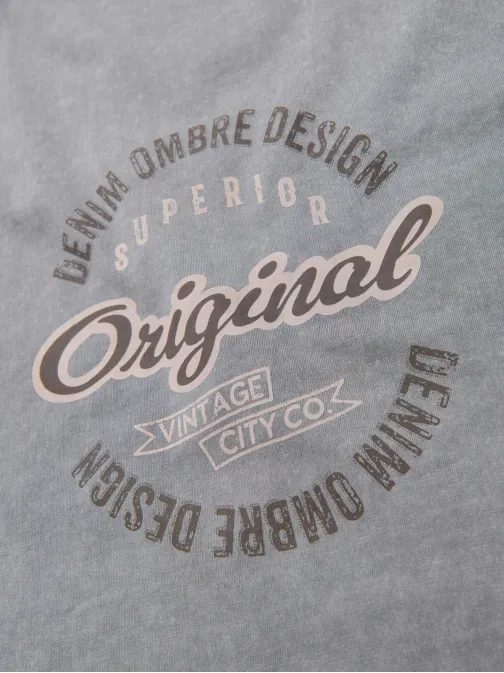 DENIM OMBRE DESIGN
SUPERIOR
Original
VINTAGE
CITY CO.
DENIM OMBRE DESIGN